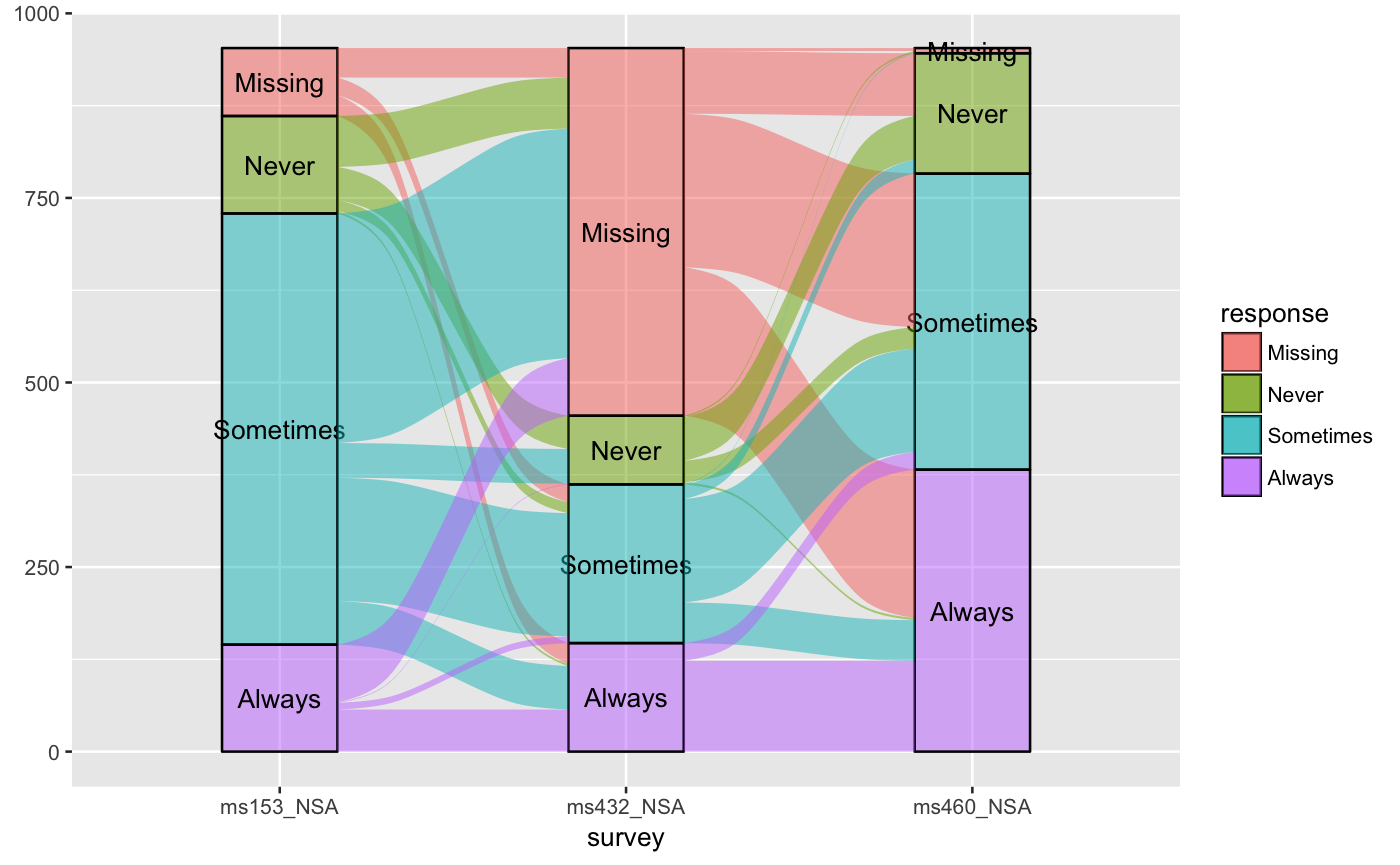 1000
750
500
250
0
Missing
Never
Sometimes
Always
Missing
Never
Sometimes
Always
Missing
Never
Sometimes
Always
ms153_NSA
ms432_NSA
ms460_NSA
survey
response
Missing
Never
Sometimes
Always